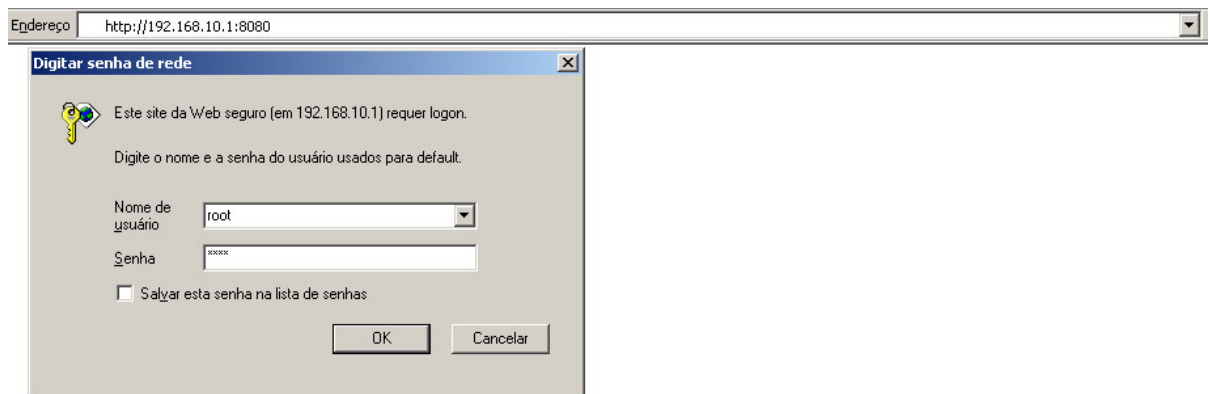 Endereço http://192.168.10.1:8080
Digitar senha de rede
Este site da Web seguro (em 192.168.10.1) requer logon.
Digite o nome e a senha do usuário usados para default.
Nome de
usuário
root
Senha
xxxx
Salvar esta senha na lista de senhas
OK Cancelar